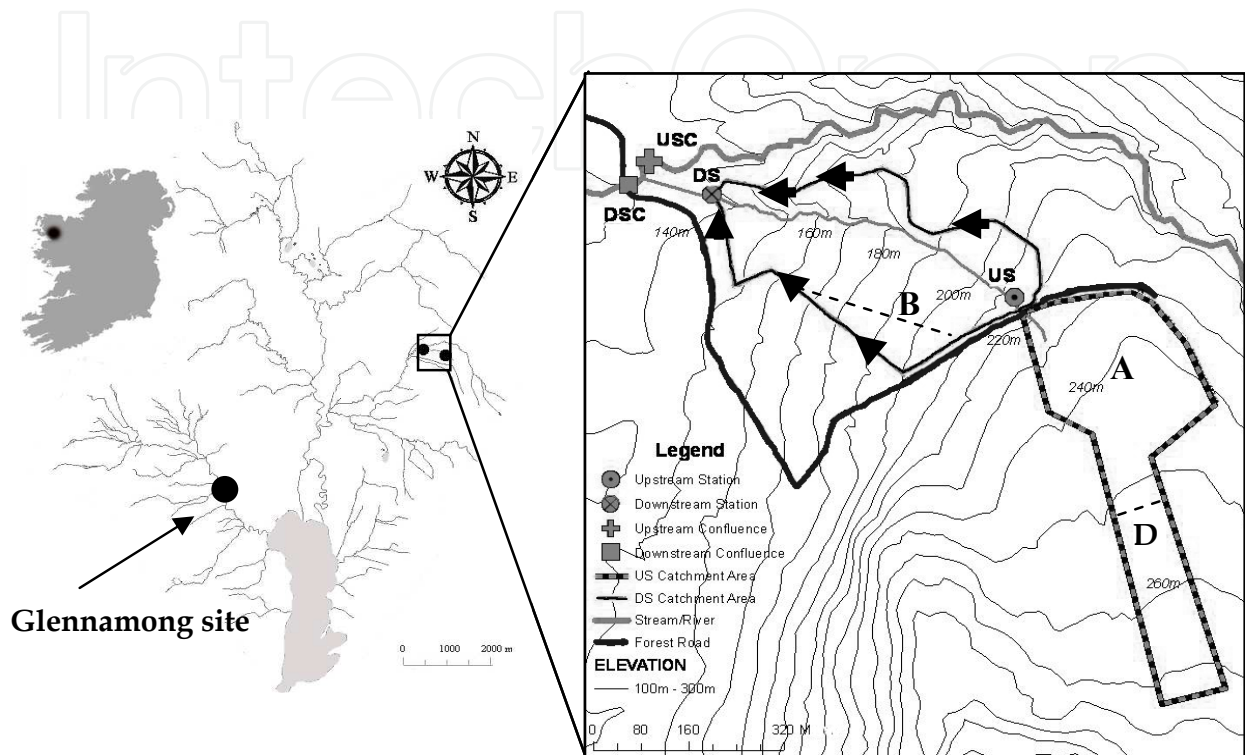 IntechOpen
N
W E
S
Glennamong site
0 1000 2000 m
USC
DS
DSC
140m
160m
180m
US
200m
B
220m
A
240m
D
260m
Legend
Upstream Station
Downstream Station
Upstream Confluence
Downstream Confluence
US Catchment Area
DS Catchment Area
Stream/River
Forest Road
ELEVATION
100m - 300m
0 80 160 320 M